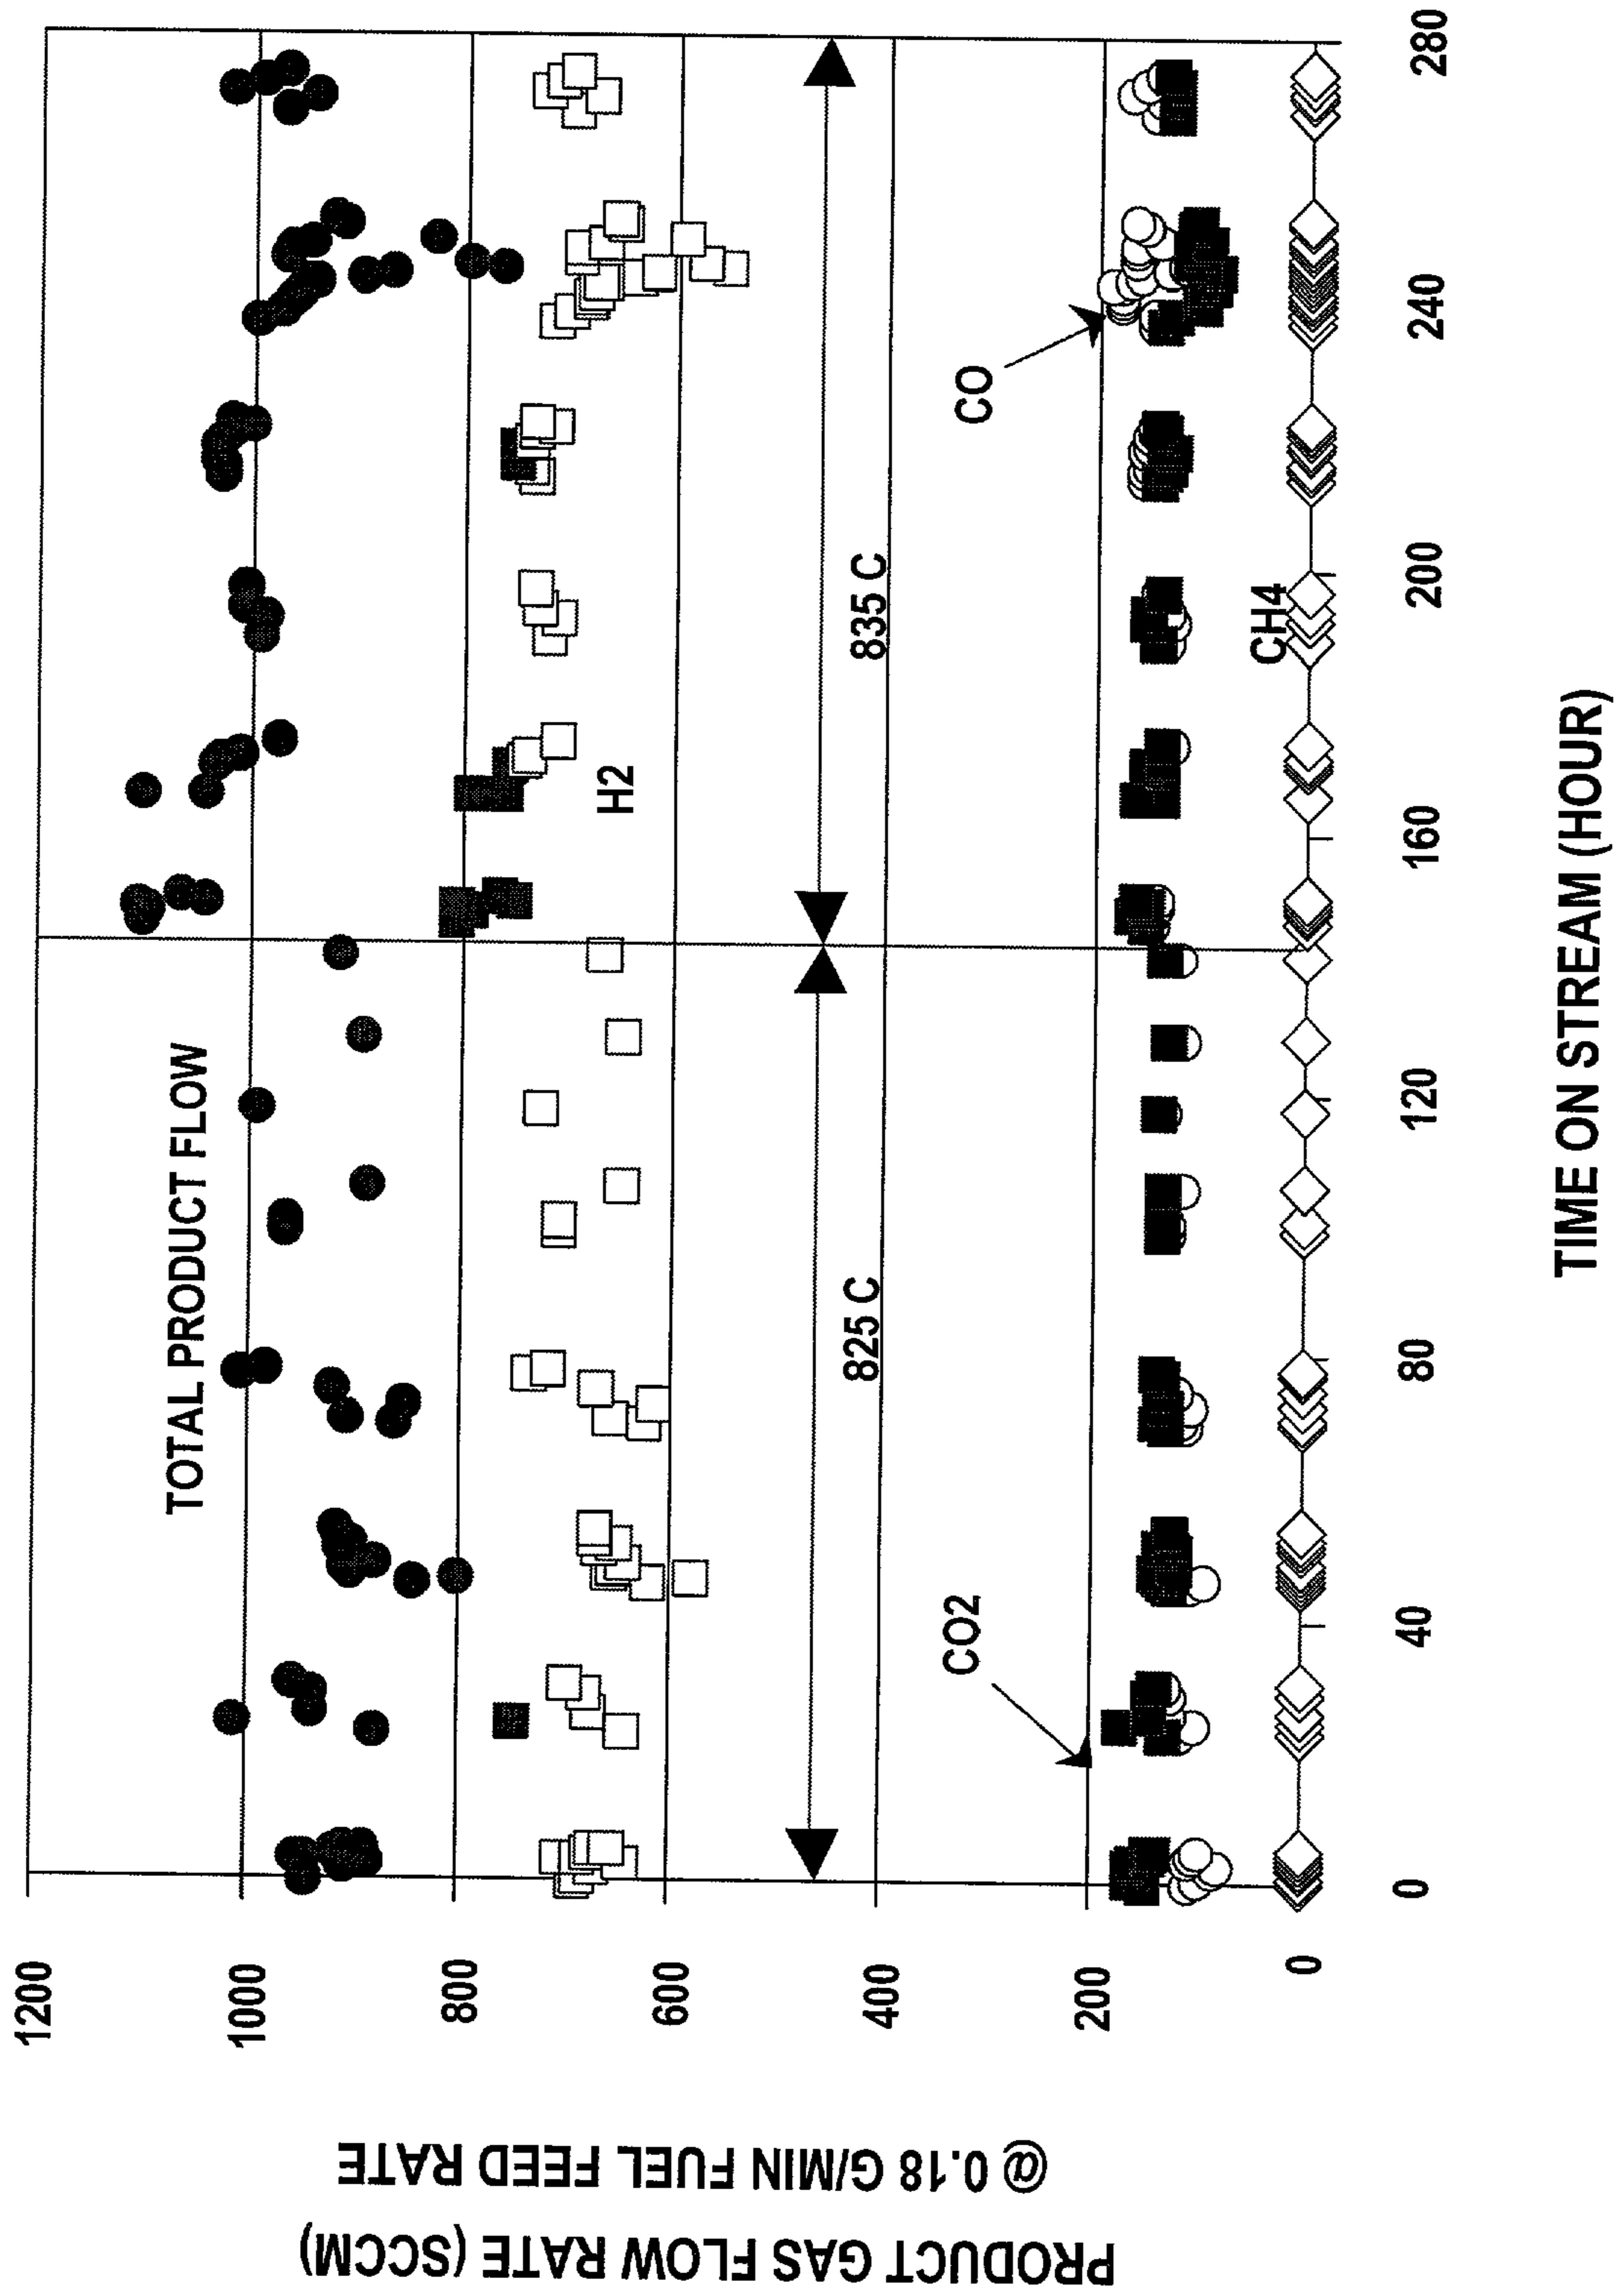 PRODUCT GAS FLOW RATE (SCCM)
@ 0.18 G/MIN FUEL FEED RATE
1200
1000
800
600
400
200
0
TOTAL PRODUCT FLOW
H2
825 C
835 C
CO2
CO
CH4
0
40
80
120
160
200
240
280
TIME ON STREAM (HOUR)